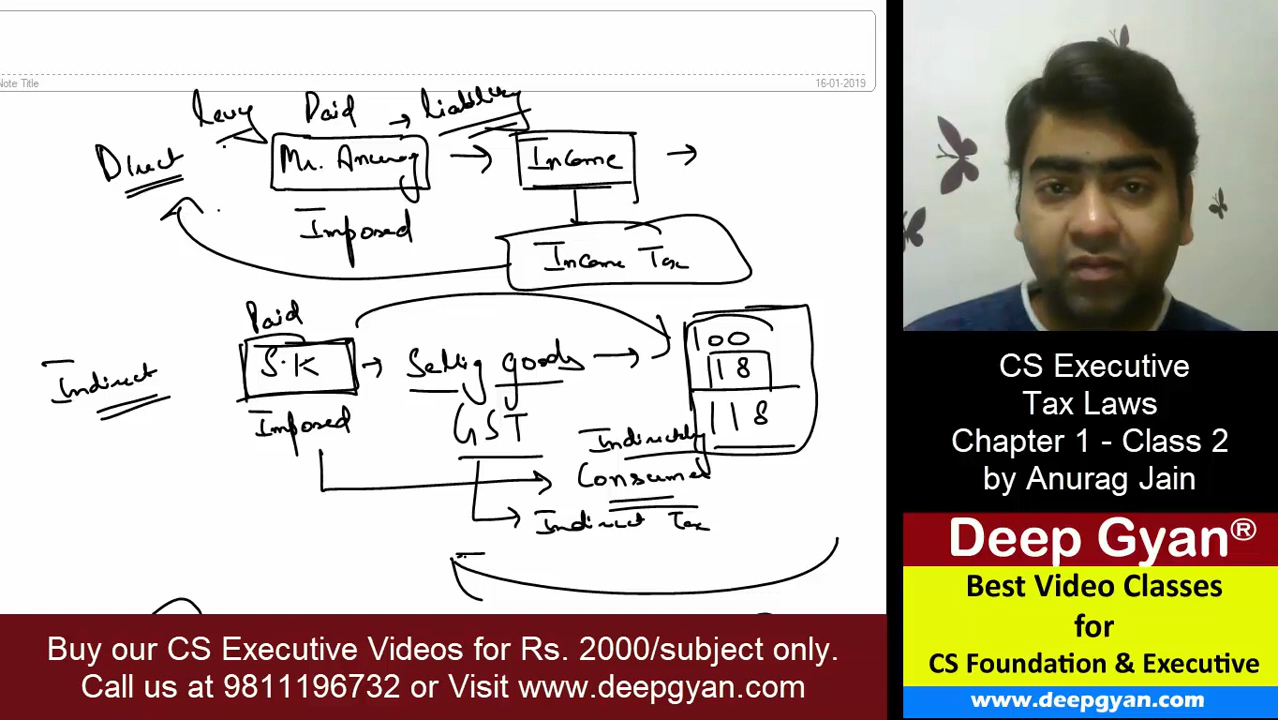 Note Title
16-01-2019
levy Paid → liability
Direct Mr. Anurag → Income →
Imposed
Income Tax
Paid
Indirect S.K → Selling goods → 100
18
118
Imposed GST Indirectly
Consumer
Indirect Tax
CS Executive
Tax Laws
Chapter 1 - Class 2
by Anurag Jain
Deep Gyan®
Best Video Classes
for
CS Foundation & Executive
www.deepgyan.com
Buy our CS Executive Videos for Rs. 2000/subject only.
Call us at 9811196732 or Visit www.deepgyan.com